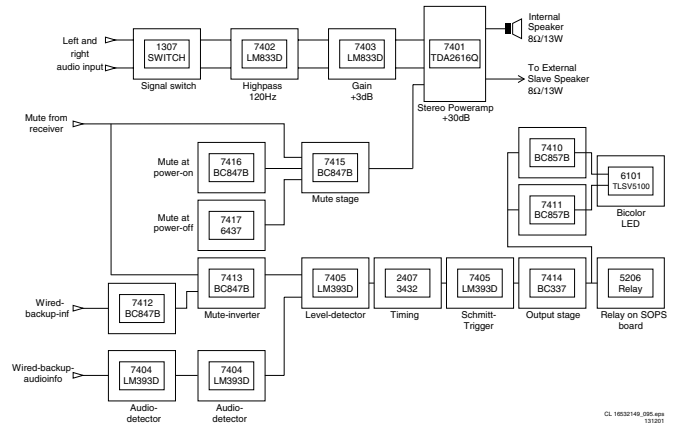 Left and
right
audio input
1307
SWITCH
Signal switch
7402
LM833D
Highpass
120Hz
7403
LM833D
Gain
+3dB
7401
TDA2616Q
Stereo Poweramp
+30dB
Internal
Speaker
8Ω/13W
To External
Slave Speaker
8Ω/13W
Mute from
receiver
Mute at
power-on
7416
BC847B
7415
BC847B
Mute stage
Mute at
power-off
7417
6437
7410
BC857B
7411
BC857B
6101
TLSV5100
Bicolor
LED
Wired-
backup-inf
7412
BC847B
7413
BC847B
Mute-inverter
7405
LM393D
Level-detector
2407
3432
Timing
7405
LM393D
Schmitt-
Trigger
7414
BC337
Output stage
5206
Relay
Relay on SOPS
board
Wired-backup-
audioinfo
7404
LM393D
Audio-
detector
7404
LM393D
Audio-
detector
CL 16532149_095.eps
131201